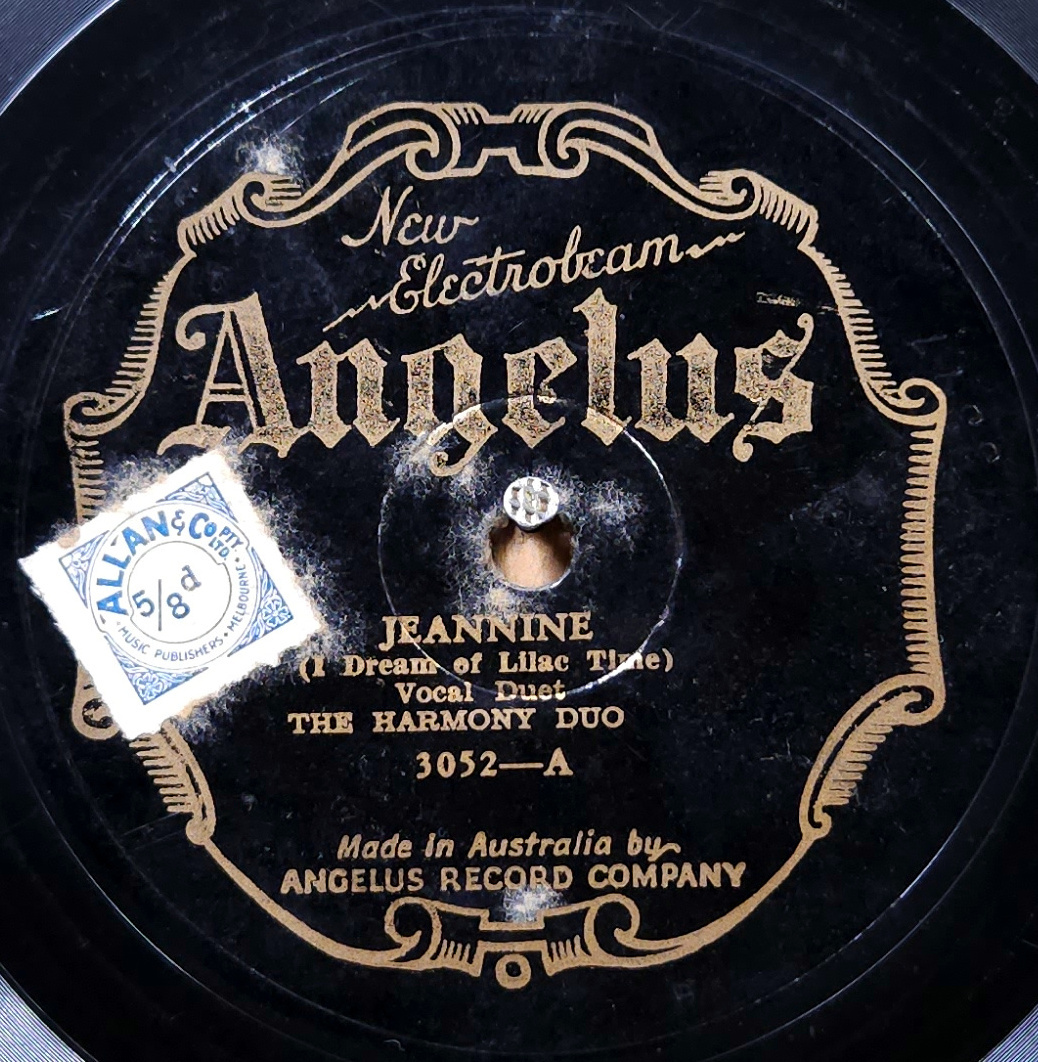 New
Electrobeam
Angelus
ALLAN & Co PTY. LTD.
5/8d
· MUSIC PUBLISHERS · MELBOURNE ·
JEANNINE
(I Dream of Lilac Time)
Vocal Duet
THE HARMONY DUO
3052—A
Made in Australia by
ANGELUS RECORD COMPANY